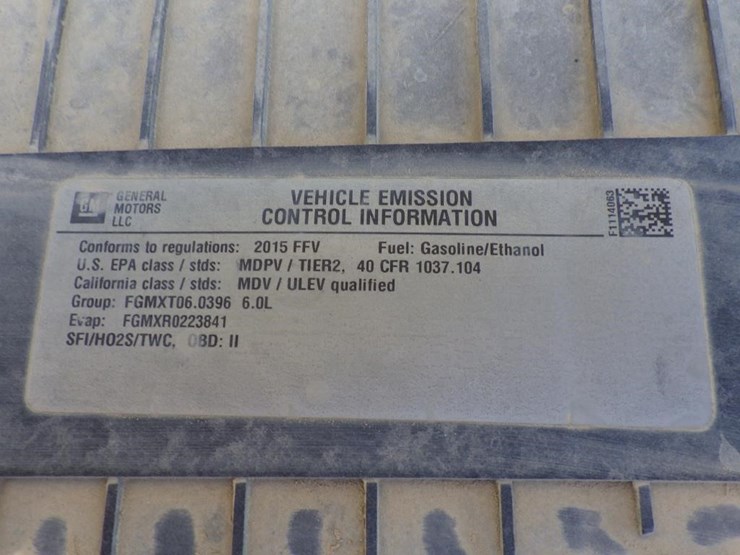 GM
GENERAL
MOTORS
LLC
VEHICLE EMISSION
CONTROL INFORMATION
F1114063
Conforms to regulations: 2015 FFV Fuel: Gasoline/Ethanol
U.S. EPA class / stds: MDPV / TIER2, 40 CFR 1037.104
California class / stds: MDV / ULEV qualified
Group: FGMXT06.0396 6.0L
Evap: FGMXR0223841
SFI/HO2S/TWC, OBD: II